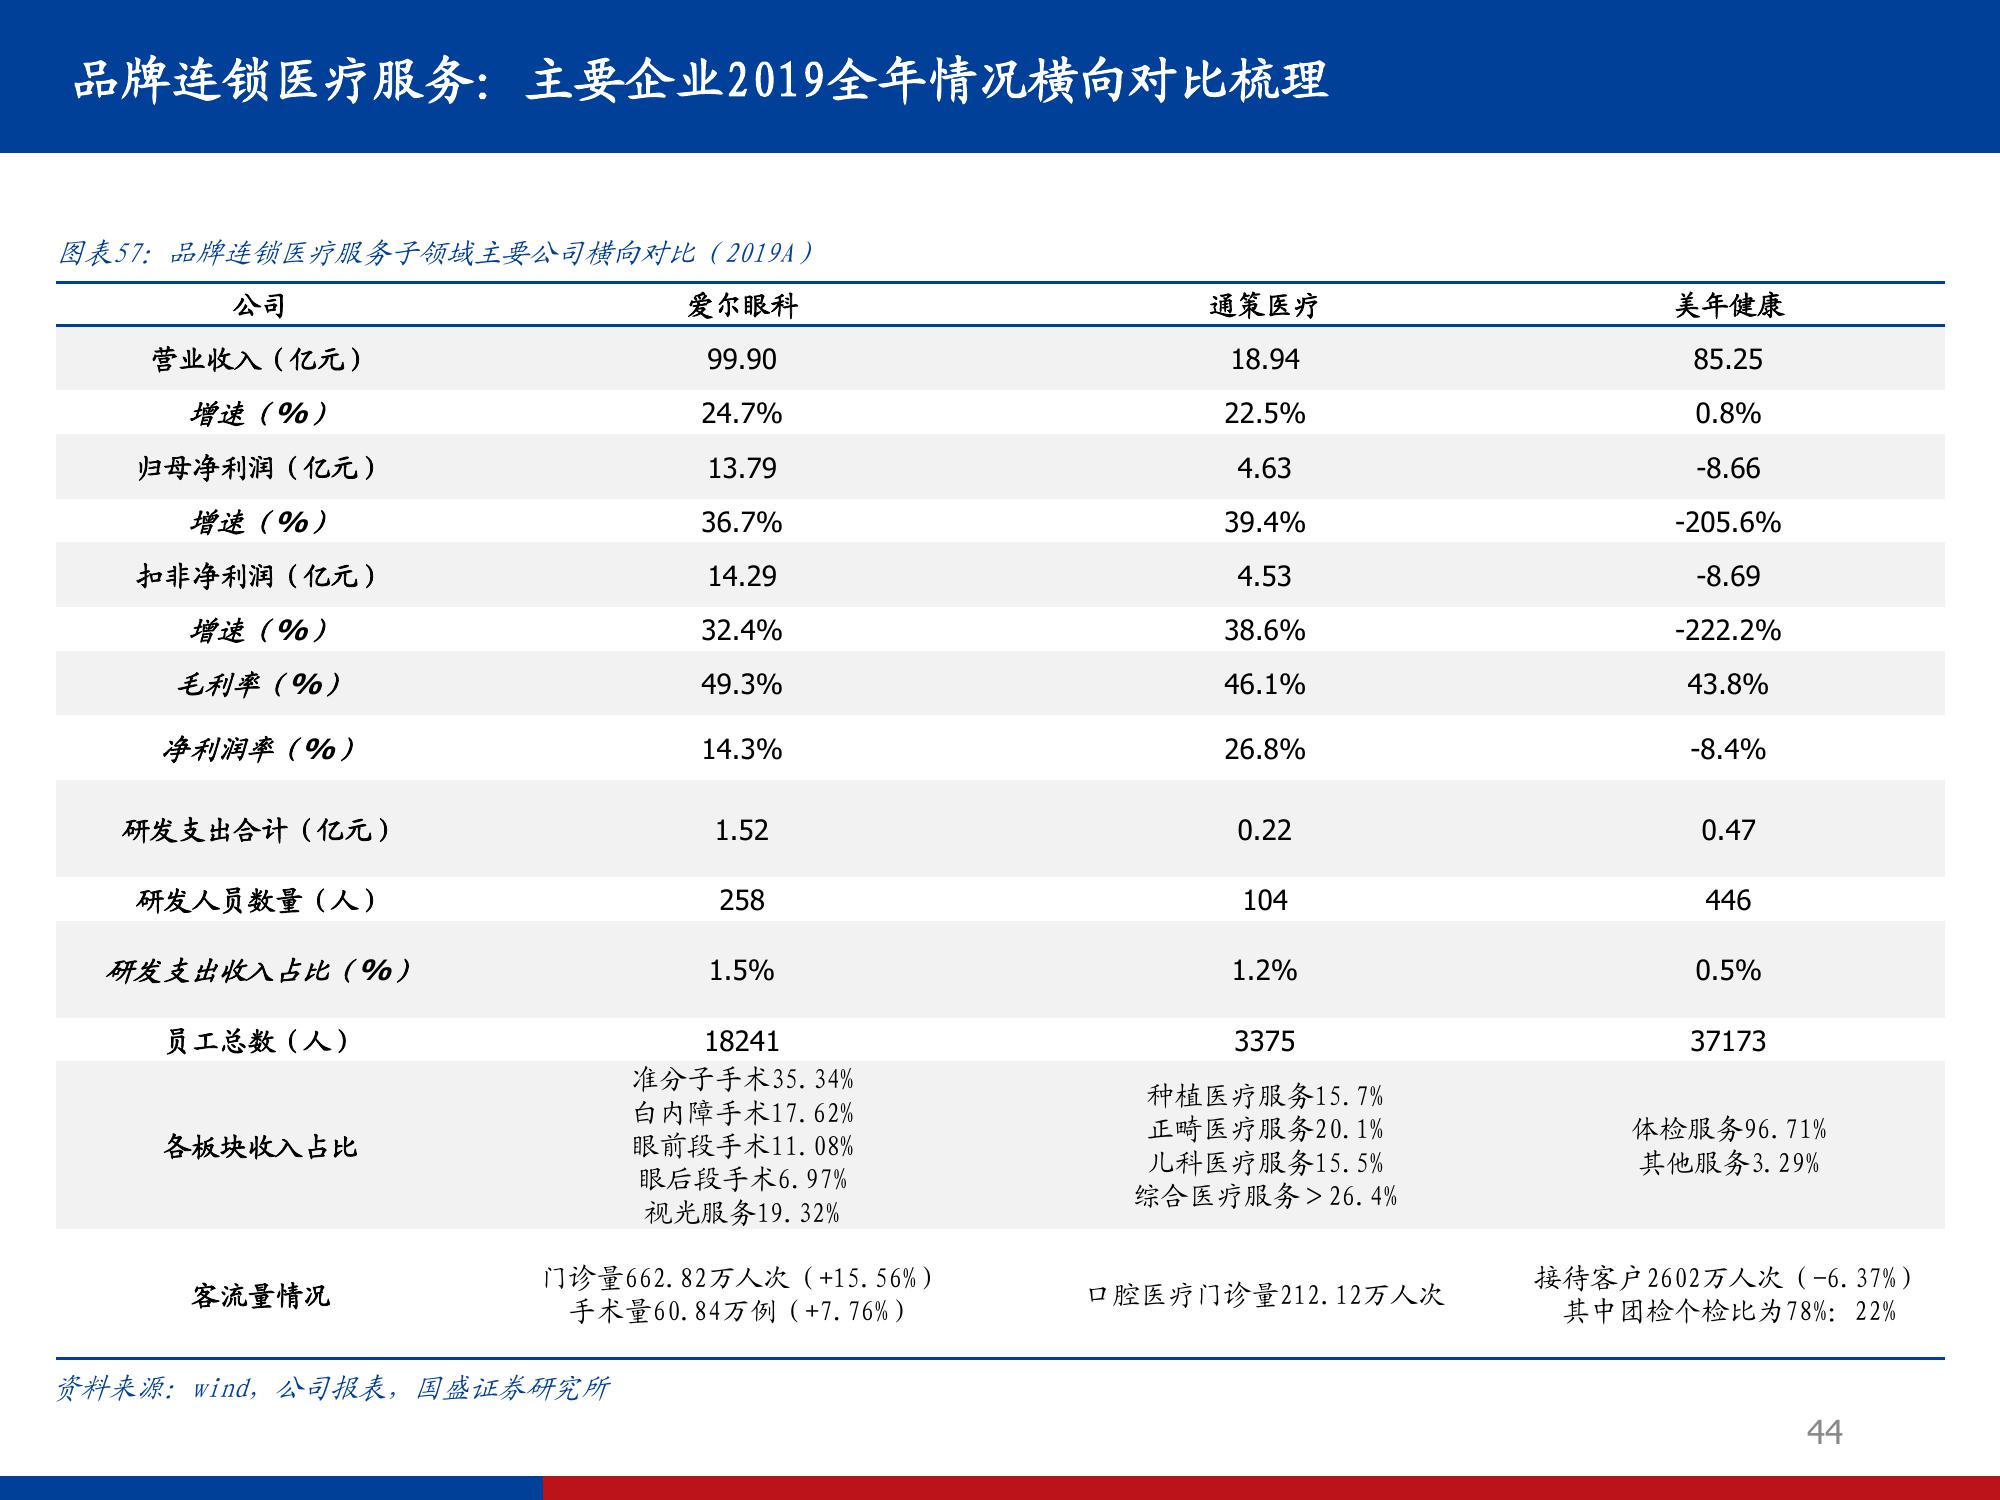 品牌连锁医疗服务：主要企业2019全年情况横向对比梳理
图表57：品牌连锁医疗服务子领域主要公司横向对比（2019A）
公司 爱尔眼科 通策医疗 美年健康
营业收入（亿元） 99.90 18.94 85.25
增速（%） 24.7% 22.5% 0.8%
归母净利润（亿元） 13.79 4.63 -8.66
增速（%） 36.7% 39.4% -205.6%
扣非净利润（亿元） 14.29 4.53 -8.69
增速（%） 32.4% 38.6% -222.2%
毛利率（%） 49.3% 46.1% 43.8%
净利润率（%） 14.3% 26.8% -8.4%
研发支出合计（亿元） 1.52 0.22 0.47
研发人员数量（人） 258 104 446
研发支出收入占比（%） 1.5% 1.2% 0.5%
员工总数（人） 18241 3375 37173
各板块收入占比
准分子手术35.34%
白内障手术17.62%
眼前段手术11.08%
眼后段手术6.97%
视光服务19.32%
种植医疗服务15.7%
正畸医疗服务20.1%
儿科医疗服务15.5%
综合医疗服务＞26.4%
体检服务96.71%
其他服务3.29%
客流量情况
门诊量662.82万人次（+15.56%）
手术量60.84万例（+7.76%）
口腔医疗门诊量212.12万人次
接待客户2602万人次（-6.37%）
其中团检个检比为78%：22%
资料来源：wind，公司报表，国盛证券研究所
44